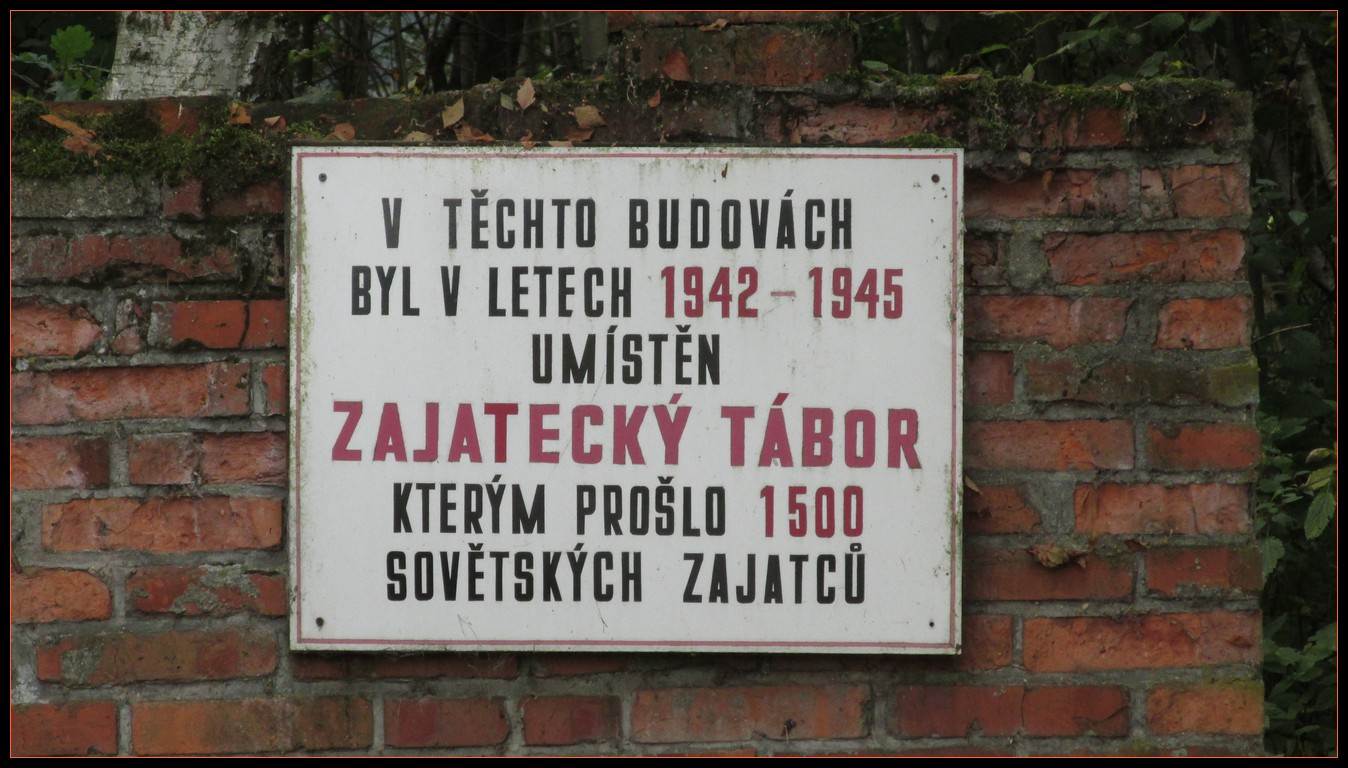 V TĚCHTO BUDOVÁCH
BYL V LETECH 1942 – 1945
UMÍSTĚN
ZAJATECKÝ TÁBOR
KTERÝM PROŠLO 1500
SOVĚTSKÝCH ZAJATCŮ